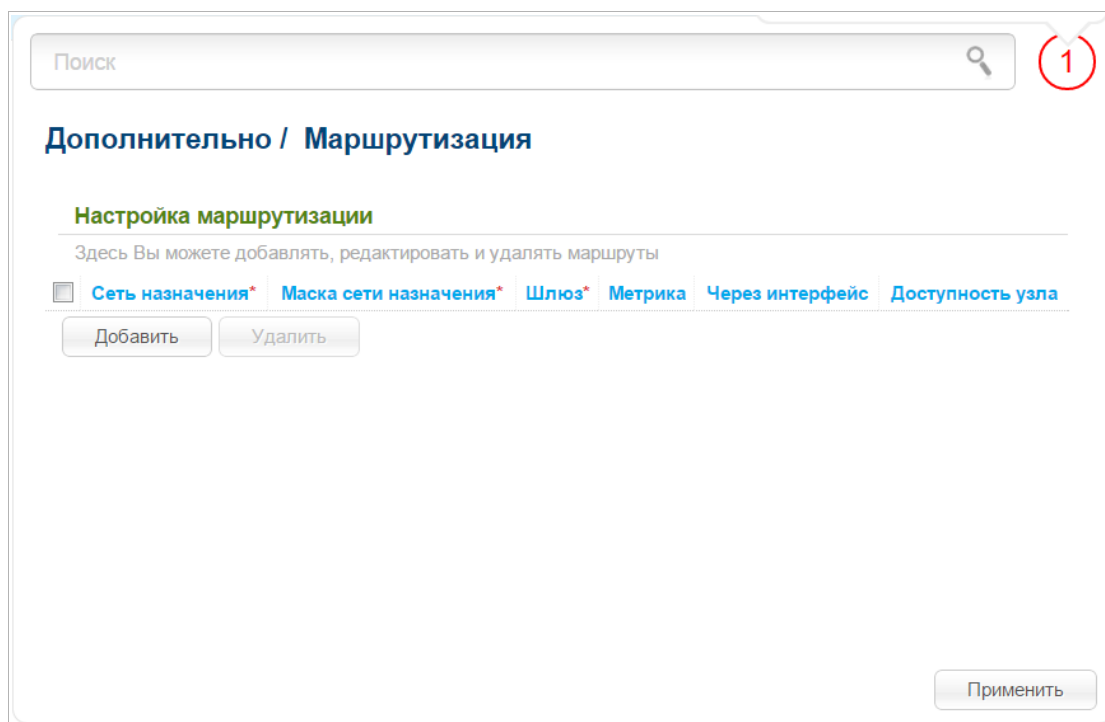 Поиск
1
Дополнительно / Маршрутизация
Настройка маршрутизации
Здесь Вы можете добавлять, редактировать и удалять маршруты
Сеть назначения* Маска сети назначения* Шлюз* Метрика Через интерфейс Доступность узла
Добавить Удалить
Применить